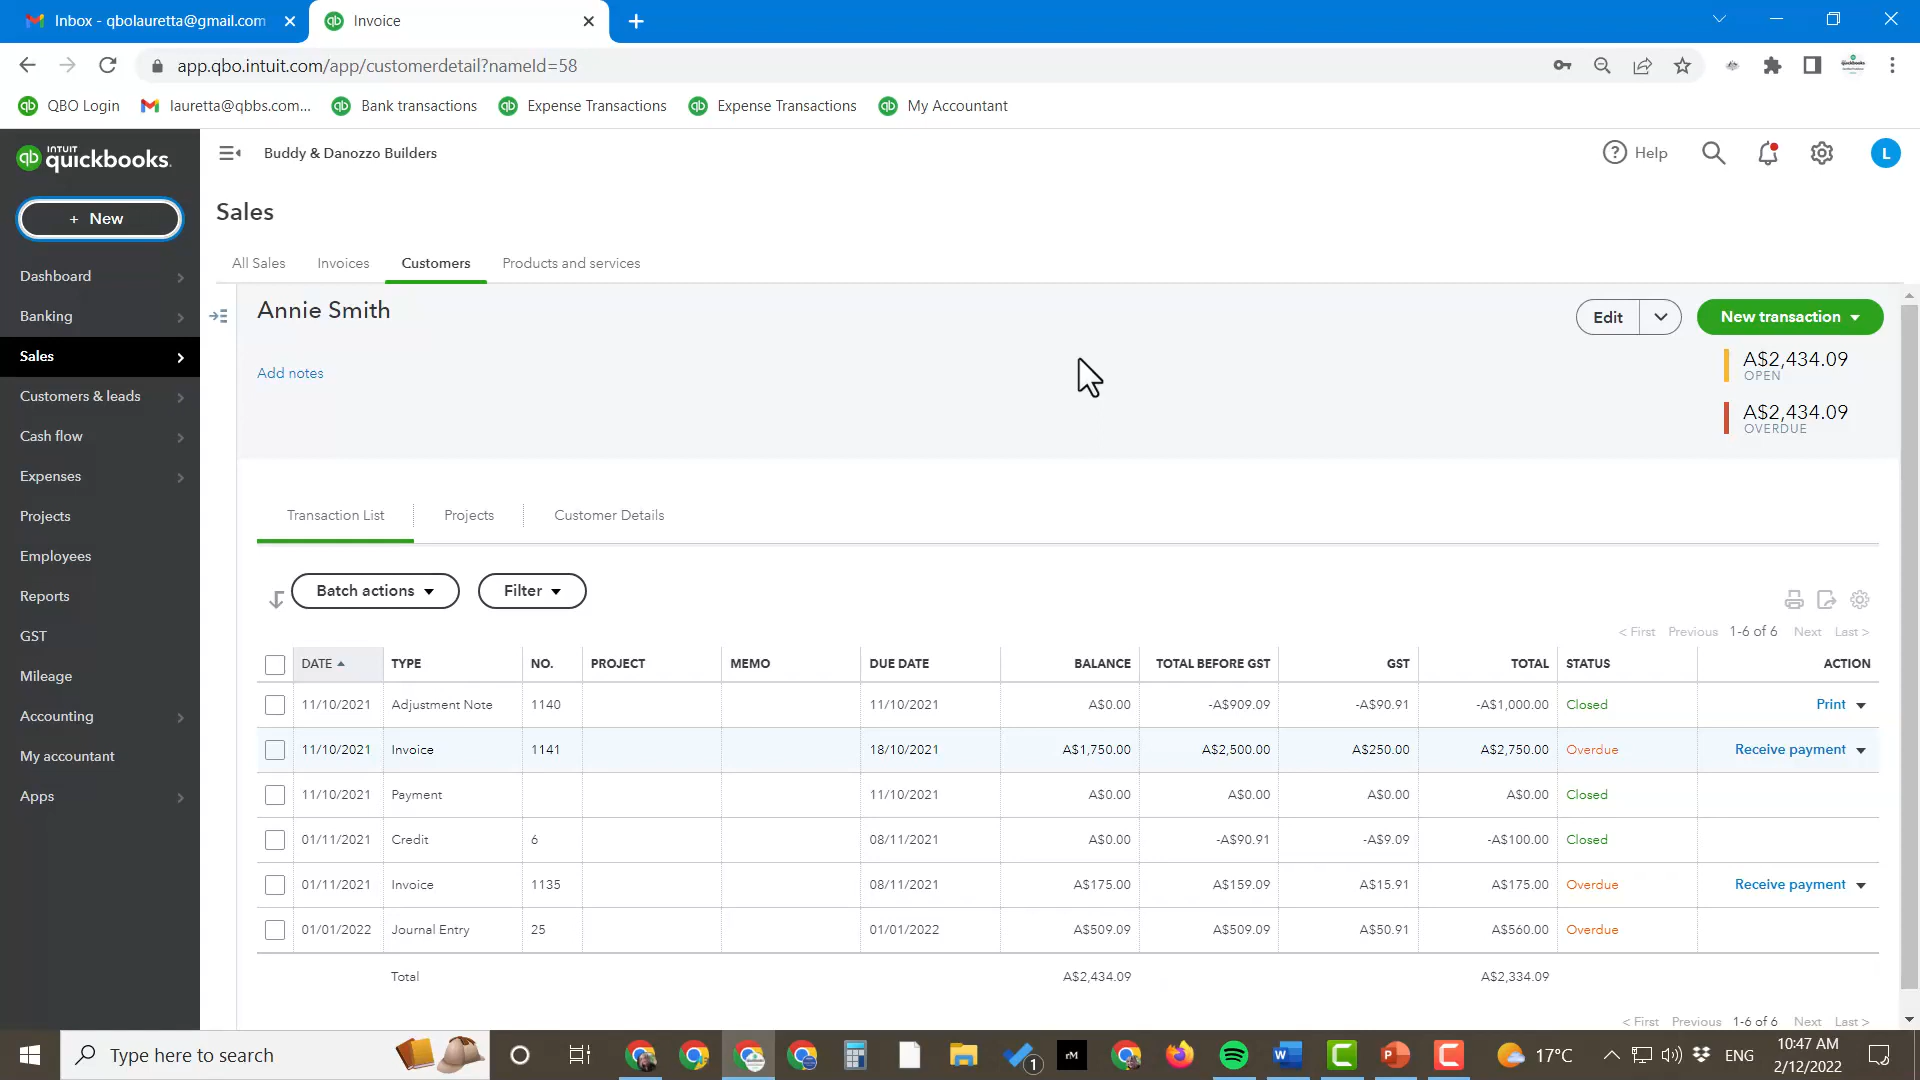 Inbox - qbolauretta@gmail.com
Invoice
app.qbo.intuit.com/app/customerdetail?nameId=58
QBO Login
lauretta@qbbs.com...
Bank transactions
Expense Transactions
Expense Transactions
My Accountant
INTUIT
quickbooks.
Buddy & Danozzo Builders
Help
L
+ New
Sales
Dashboard
Banking
Sales
Customers & leads
Cash flow
Expenses
Projects
Employees
Reports
GST
Mileage
Accounting
My accountant
Apps
All Sales
Invoices
Customers
Products and services
Annie Smith
Edit
New transaction
Add notes
A$2,434.09
OPEN
A$2,434.09
OVERDUE
Transaction List
Projects
Customer Details
Batch actions
Filter
< First Previous 1-6 of 6 Next Last >
DATE TYPE NO. PROJECT MEMO DUE DATE BALANCE TOTAL BEFORE GST GST TOTAL STATUS ACTION
11/10/2021 Adjustment Note 1140 11/10/2021 A$0.00 -A$909.09 -A$90.91 -A$1,000.00 Closed Print
11/10/2021 Invoice 1141 18/10/2021 A$1,750.00 A$2,500.00 A$250.00 A$2,750.00 Overdue Receive payment
11/10/2021 Payment 11/10/2021 A$0.00 A$0.00 A$0.00 A$0.00 Closed
01/11/2021 Credit 6 08/11/2021 A$0.00 -A$90.91 -A$9.09 -A$100.00 Closed
01/11/2021 Invoice 1135 08/11/2021 A$175.00 A$159.09 A$15.91 A$175.00 Overdue Receive payment
01/01/2022 Journal Entry 25 01/01/2022 A$509.09 A$509.09 A$50.91 A$560.00 Overdue
Total A$2,434.09 A$2,334.09
< First Previous 1-6 of 6 Next Last >
Type here to search
1
rM
17°C
ENG
10:47 AM
2/12/2022